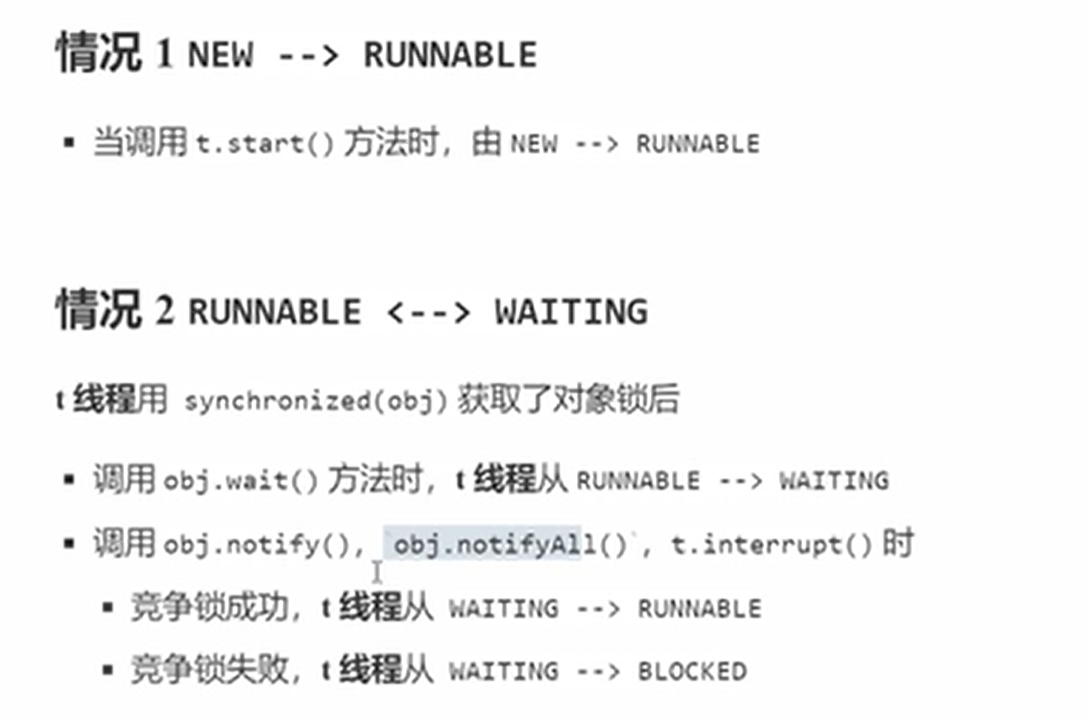 情况 1 NEW --> RUNNABLE
▪ 当调用 t.start() 方法时，由 NEW --> RUNNABLE
情况 2 RUNNABLE <--> WAITING
t 线程用 synchronized(obj) 获取了对象锁后
▪ 调用 obj.wait() 方法时，t 线程从 RUNNABLE --> WAITING
▪ 调用 obj.notify()，`obj.notifyAll()`，t.interrupt() 时
▪ 竞争锁成功，t 线程从 WAITING --> RUNNABLE
▪ 竞争锁失败，t 线程从 WAITING --> BLOCKED